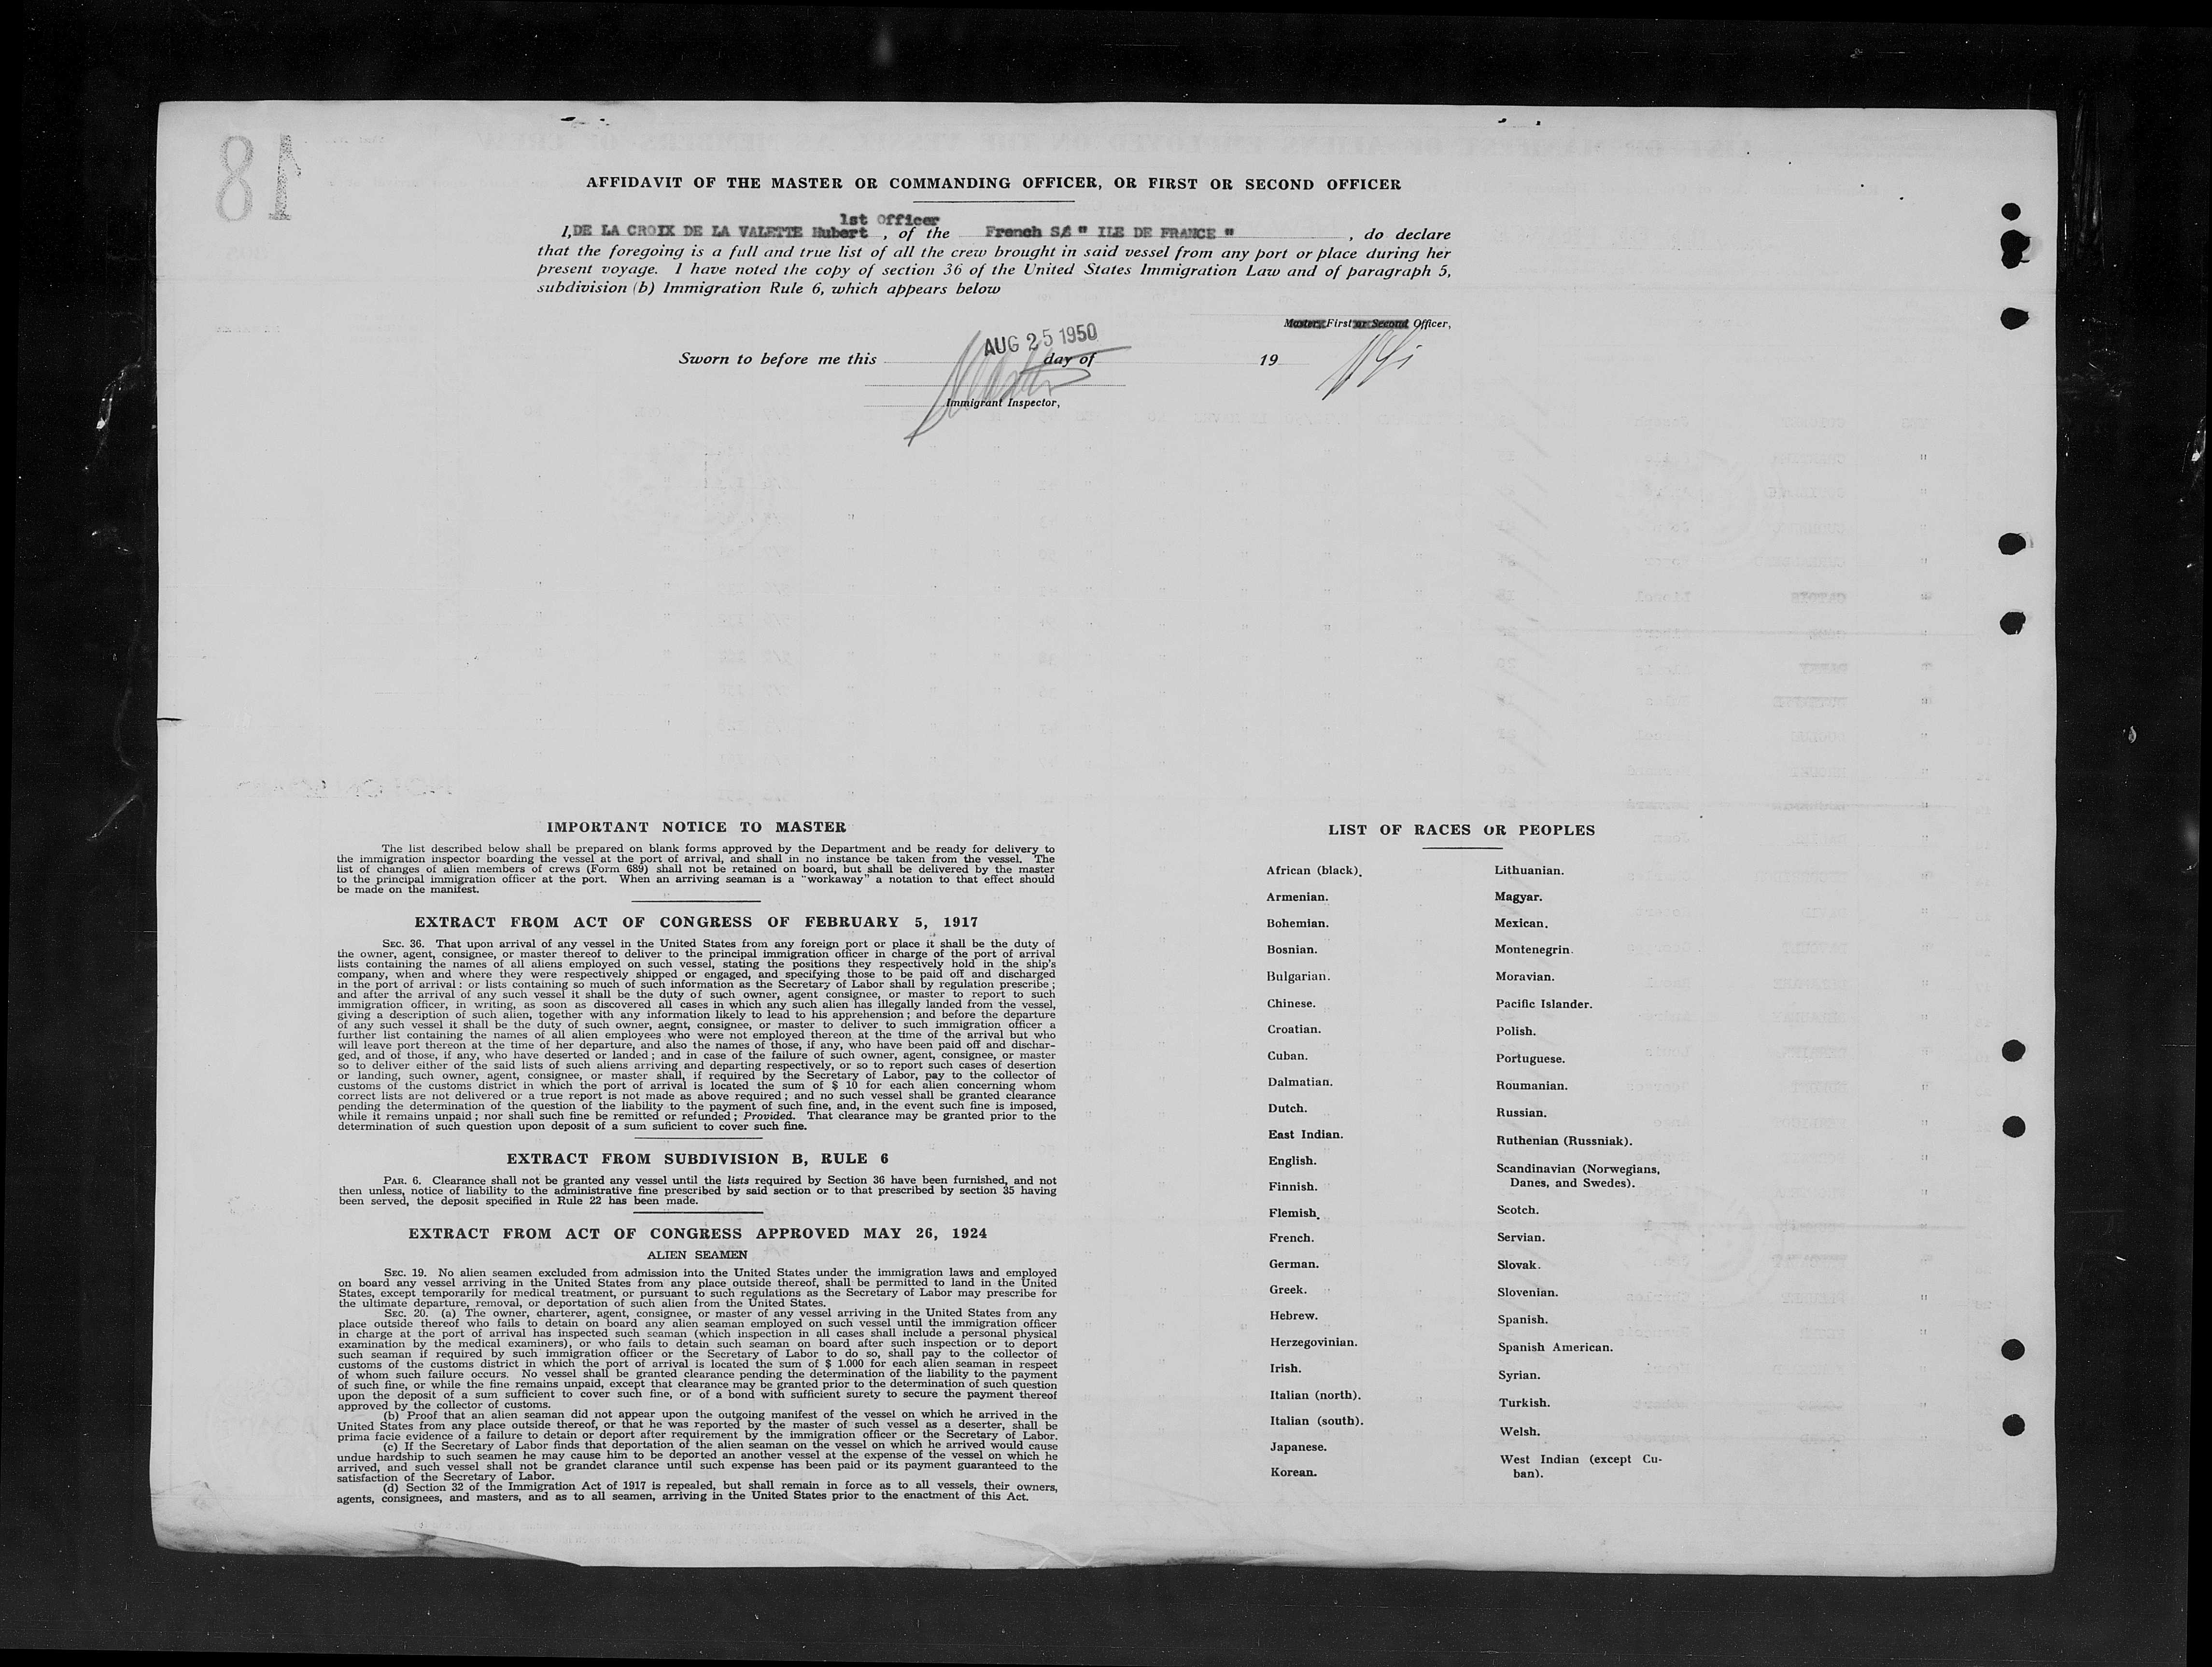 18
AFFIDAVIT OF THE MASTER OR COMMANDING OFFICER, OR FIRST OR SECOND OFFICER
1st Officer
I, DE LA CROIX DE LA VALETTE Hubert , of the French SS " ILE DE FRANCE " , do declare
that the foregoing is a full and true list of all the crew brought in said vessel from any port or place during her
present voyage. I have noted the copy of section 36 of the United States Immigration Law and of paragraph 5,
subdivision (b) Immigration Rule 6, which appears below
Master, First or Second Officer,
AUG 25 1950
Sworn to before me this day of 19
Immigrant Inspector,
IMPORTANT NOTICE TO MASTER
The list described below shall be prepared on blank forms approved by the Department and be ready for delivery to
the immigration inspector boarding the vessel at the port of arrival, and shall in no instance be taken from the vessel. The
list of changes of alien members of crews (Form 689) shall not be retained on board, but shall be delivered by the master
to the principal immigration officer at the port. When an arriving seaman is a "workaway" a notation to that effect should
be made on the manifest.
EXTRACT FROM ACT OF CONGRESS OF FEBRUARY 5, 1917
SEC. 36. That upon arrival of any vessel in the United States from any foreign port or place it shall be the duty of
the owner, agent, consignee, or master thereof to deliver to the principal immigration officer in charge of the port of arrival
lists containing the names of all aliens employed on such vessel, stating the positions they respectively hold in the ship's
company, when and where they were respectively shipped or engaged, and specifying those to be paid off and discharged
in the port of arrival : or lists containing so much of such information as the Secretary of Labor shall by regulation prescribe ;
and after the arrival of any such vessel it shall be the duty of such owner, agent consignee, or master to report to such
immigration officer, in writing, as soon as discovered all cases in which any such alien has illegally landed from the vessel,
giving a description of such alien, together with any information likely to lead to his apprehension ; and before the departure
of any such vessel it shall be the duty of such owner, aegnt, consignee, or master to deliver to such immigration officer a
further list containing the names of all alien employees who were not employed thereon at the time of the arrival but who
will leave port thereon at the time of her departure, and also the names of those, if any, who have been paid off and dischar-
ged, and of those, if any, who have deserted or landed ; and in case of the failure of such owner, agent, consignee, or master
so to deliver either of the said lists of such aliens arriving and departing respectively, or so to report such cases of desertion
or landing, such owner, agent, consignee, or master shall, if required by the Secretary of Labor, pay to the collector of
customs of the customs district in which the port of arrival is located the sum of $ 10 for each alien concerning whom
correct lists are not delivered or a true report is not made as above required ; and no such vessel shall be granted clearance
pending the determination of the question of the liability to the payment of such fine, and, in the event such fine is imposed,
while it remains unpaid ; nor shall such fine be remitted or refunded ; Provided. That clearance may be granted prior to the
determination of such question upon deposit of a sum suficient to cover such fine.
EXTRACT FROM SUBDIVISION B, RULE 6
PAR. 6. Clearance shall not be granted any vessel until the lists required by Section 36 have been furnished, and not
then unless, notice of liability to the administrative fine prescribed by said section or to that prescribed by section 35 having
been served, the deposit specified in Rule 22 has been made.
EXTRACT FROM ACT OF CONGRESS APPROVED MAY 26, 1924
ALIEN SEAMEN
SEC. 19. No alien seamen excluded from admission into the United States under the immigration laws and employed
on board any vessel arriving in the United States from any place outside thereof, shall be permitted to land in the United
States, except temporarily for medical treatment, or pursuant to such regulations as the Secretary of Labor may prescribe for
the ultimate departure, removal, or deportation of such alien from the United States.
SEC. 20. (a) The owner, charterer, agent, consignee, or master of any vessel arriving in the United States from any
place outside thereof who fails to detain on board any alien seaman employed on such vessel until the immigration officer
in charge at the port of arrival has inspected such seaman (which inspection in all cases shall include a personal physical
examination by the medical examiners), or who fails to detain such seaman on board after such inspection or to deport
such seaman if required by such immigration officer or the Secretary of Labor to do so, shall pay to the collector of
customs of the customs district in which the port of arrival is located the sum of $ 1.000 for each alien seaman in respect
of whom such failure occurs. No vessel shall be granted clearance pending the determination of the liability to the payment
of such fine, or while the fine remains unpaid, except that clearance may be granted prior to the determination of such question
upon the deposit of a sum sufficient to cover such fine, or of a bond with sufficient surety to secure the payment thereof
approved by the collector of customs.
(b) Proof that an alien seaman did not appear upon the outgoing manifest of the vessel on which he arrived in the
United States from any place outside thereof, or that he was reported by the master of such vessel as a deserter, shall be
prima facie evidence of a failure to detain or deport after requirement by the immigration officer or the Secretary of Labor.
(c) If the Secretary of Labor finds that deportation of the alien seaman on the vessel on which he arrived would cause
undue hardship to such seamen he may cause him to be deported an another vessel at the expense of the vessel on which he
arrived, and such vessel shall not be grandet clarance until such expense has been paid or its payment guaranteed to the
satisfaction of the Secretary of Labor.
(d) Section 32 of the Immigration Act of 1917 is repealed, but shall remain in force as to all vessels, their owners,
agents, consignees, and masters, and as to all seamen, arriving in the United States prior to the enactment of this Act.
LIST OF RACES OR PEOPLES
African (black).
Armenian.
Bohemian.
Bosnian.
Bulgarian.
Chinese.
Croatian.
Cuban.
Dalmatian.
Dutch.
East Indian.
English.
Finnish.
Flemish.
French.
German.
Greek.
Hebrew.
Herzegovinian.
Irish.
Italian (north).
Italian (south).
Japanese.
Korean.
Lithuanian.
Magyar.
Mexican.
Montenegrin.
Moravian.
Pacific Islander.
Polish.
Portuguese.
Roumanian.
Russian.
Ruthenian (Russniak).
Scandinavian (Norwegians,
Danes, and Swedes).
Scotch.
Servian.
Slovak.
Slovenian.
Spanish.
Spanish American.
Syrian.
Turkish.
Welsh.
West Indian (except Cu-
ban).